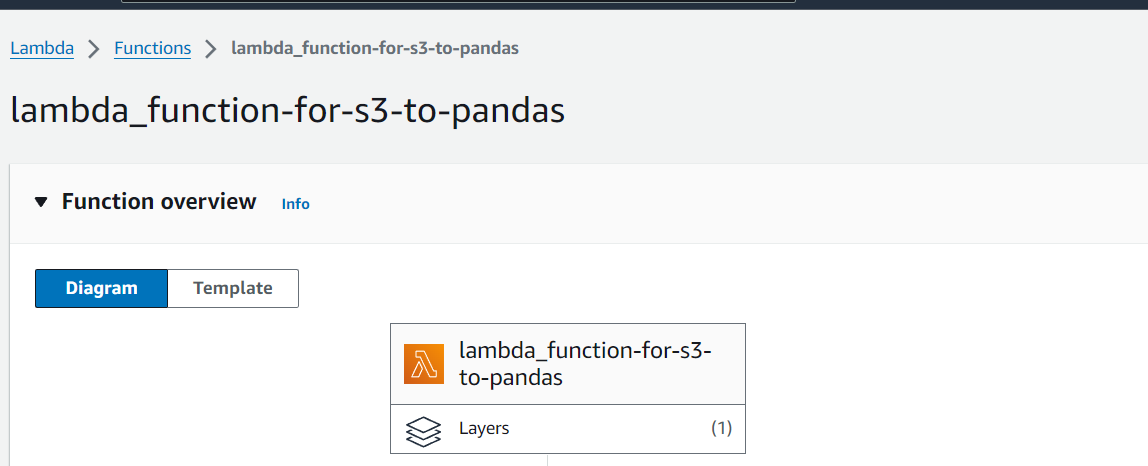 Lambda > Functions > lambda_function-for-s3-to-pandas
lambda_function-for-s3-to-pandas
Function overview Info
Diagram Template
lambda_function-for-s3-
to-pandas
Layers (1)